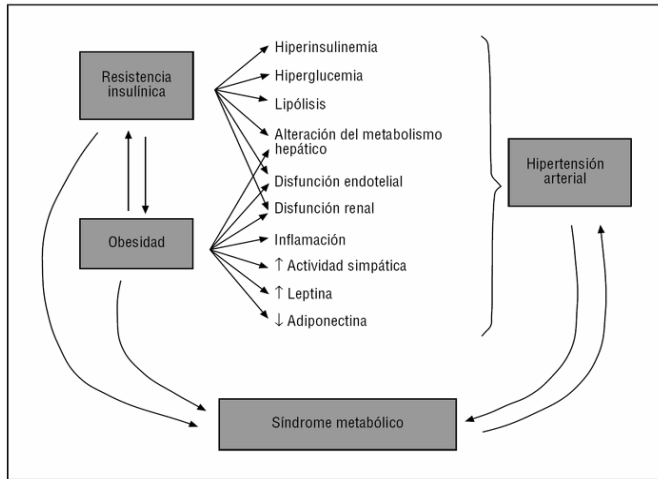 Resistencia
insulínica
Obesidad
Hiperinsulinemia
Hiperglucemia
Lipólisis
Alteración del metabolismo
hepático
Disfunción endotelial
Disfunción renal
Inflamación
↑ Actividad simpática
↑ Leptina
↓ Adiponectina
Hipertensión
arterial
Síndrome metabólico